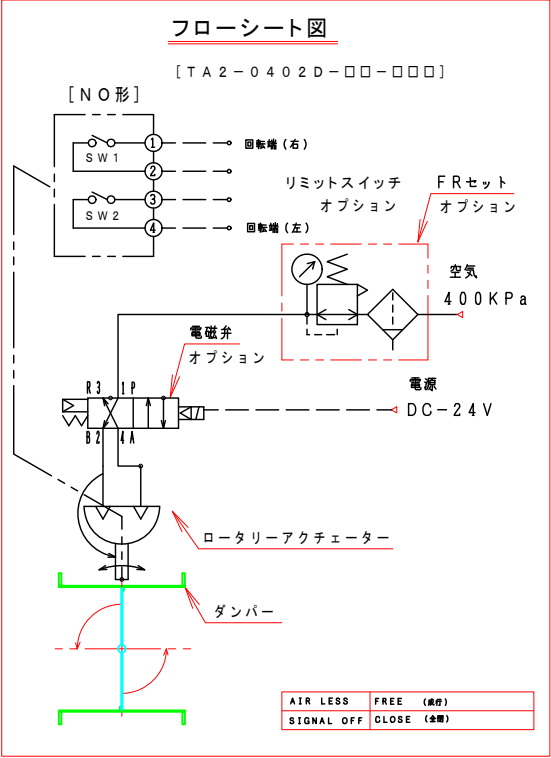 フローシート図
[TA2-0402D-□□-□□□]
[NO形]
SW1
1
2
回転端(右)
SW2
3
4
回転端(左)
リミットスイッチ
オプション
FRセット
オプション
空気
400KPa
電磁弁
オプション
R3 1P
B2 4A
電源
DC-24V
ロータリーアクチェーター
ダンパー
AIR LESS FREE (成行)
SIGNAL OFF CLOSE (全閉)